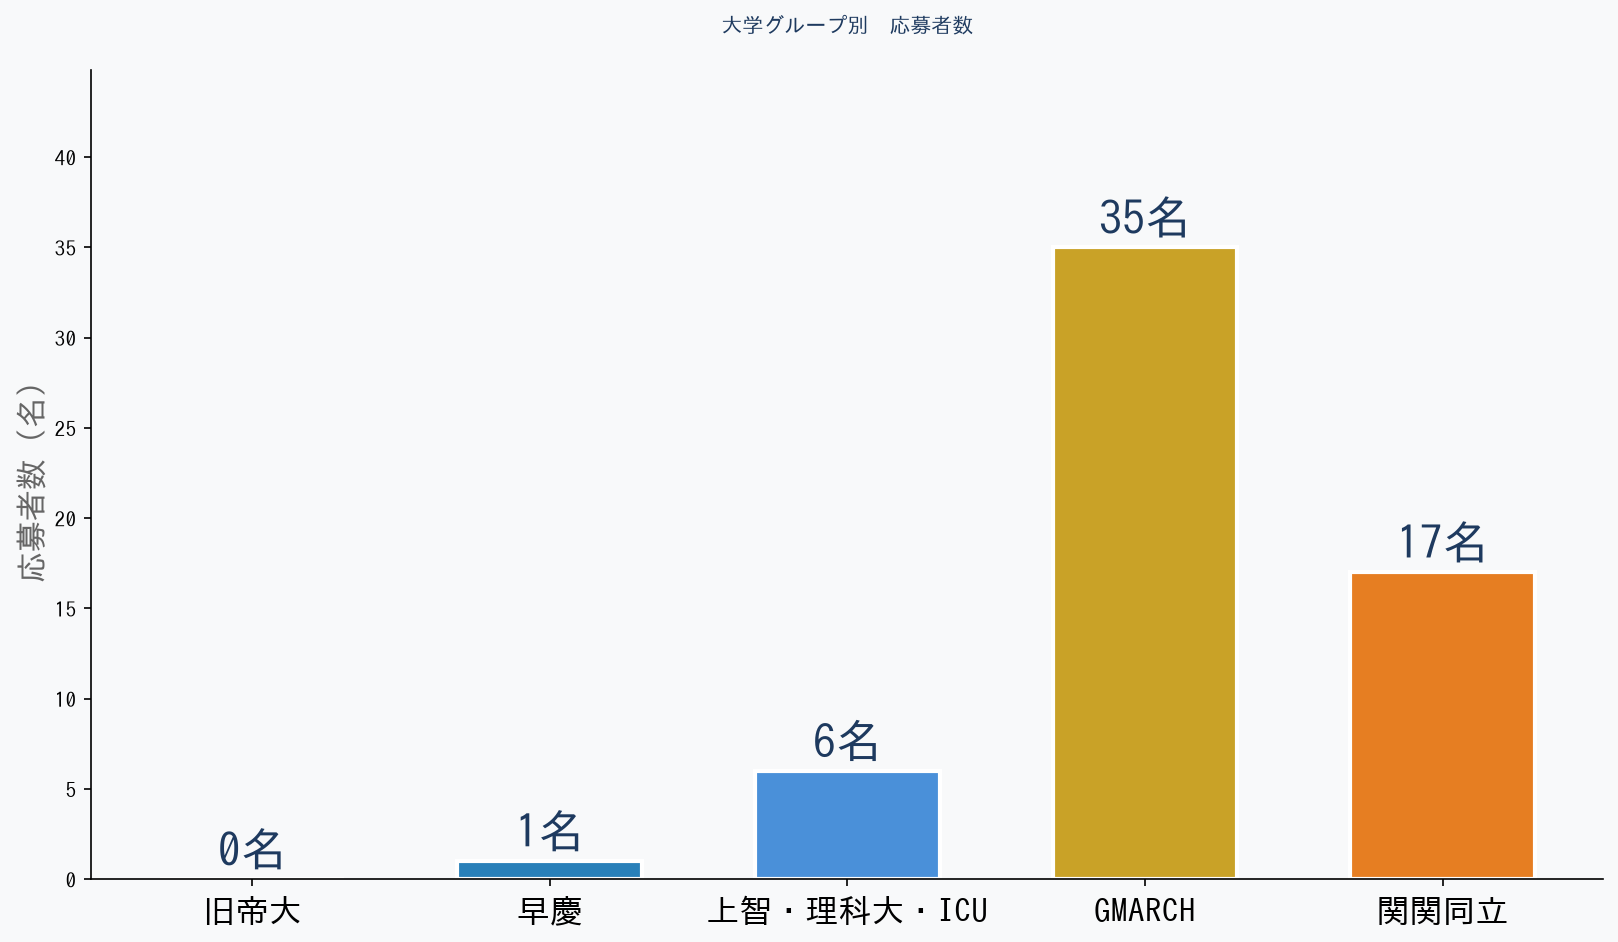 大学グループ別　応募者数
応募者数（名）
40
35
30
25
20
15
10
5
0
0名
1名
6名
35名
17名
旧帝大
早慶
上智・理科大・ICU
GMARCH
関関同立